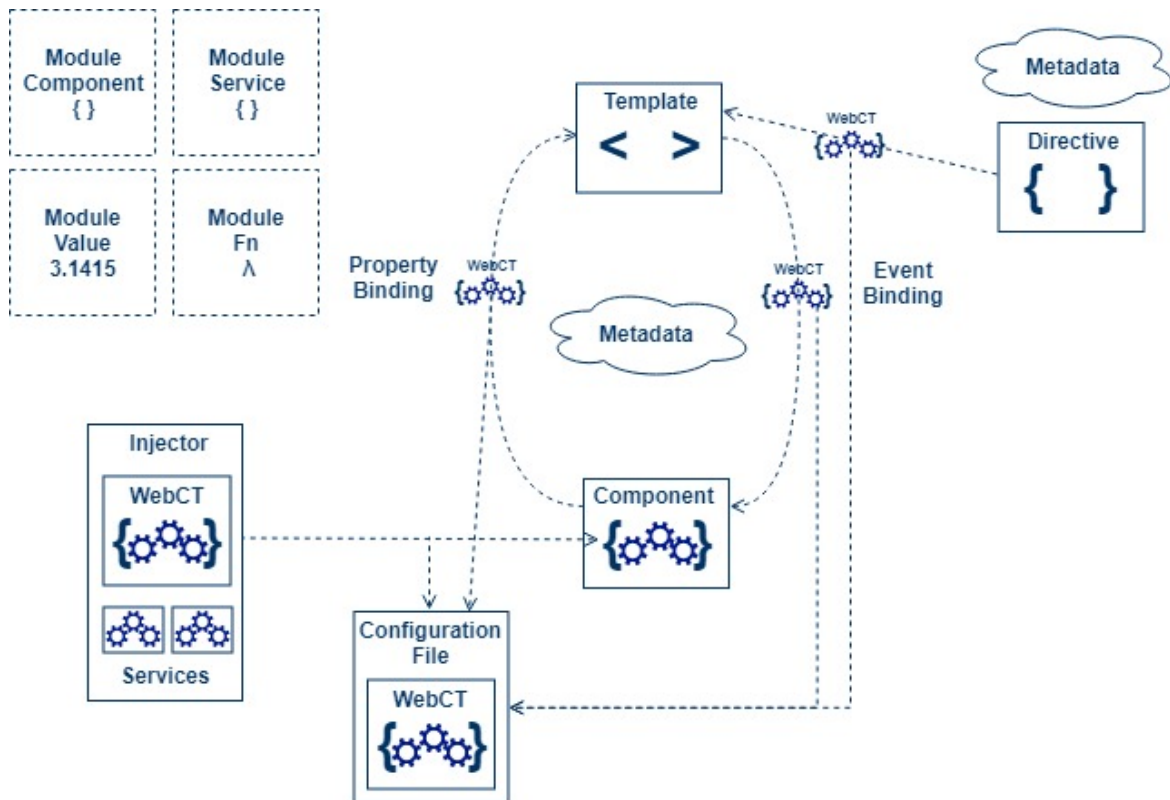 Module
Component
{ }
Module
Service
{ }
Module
Value
3.1415
Module
Fn
λ
Metadata
Template
< >
WebCT
{ }
Directive
{ }
Property
Binding
WebCT
{ }
WebCT
{ }
Event
Binding
Metadata
Injector
WebCT
{ }
Services
Component
{ }
Configuration
File
WebCT
{ }